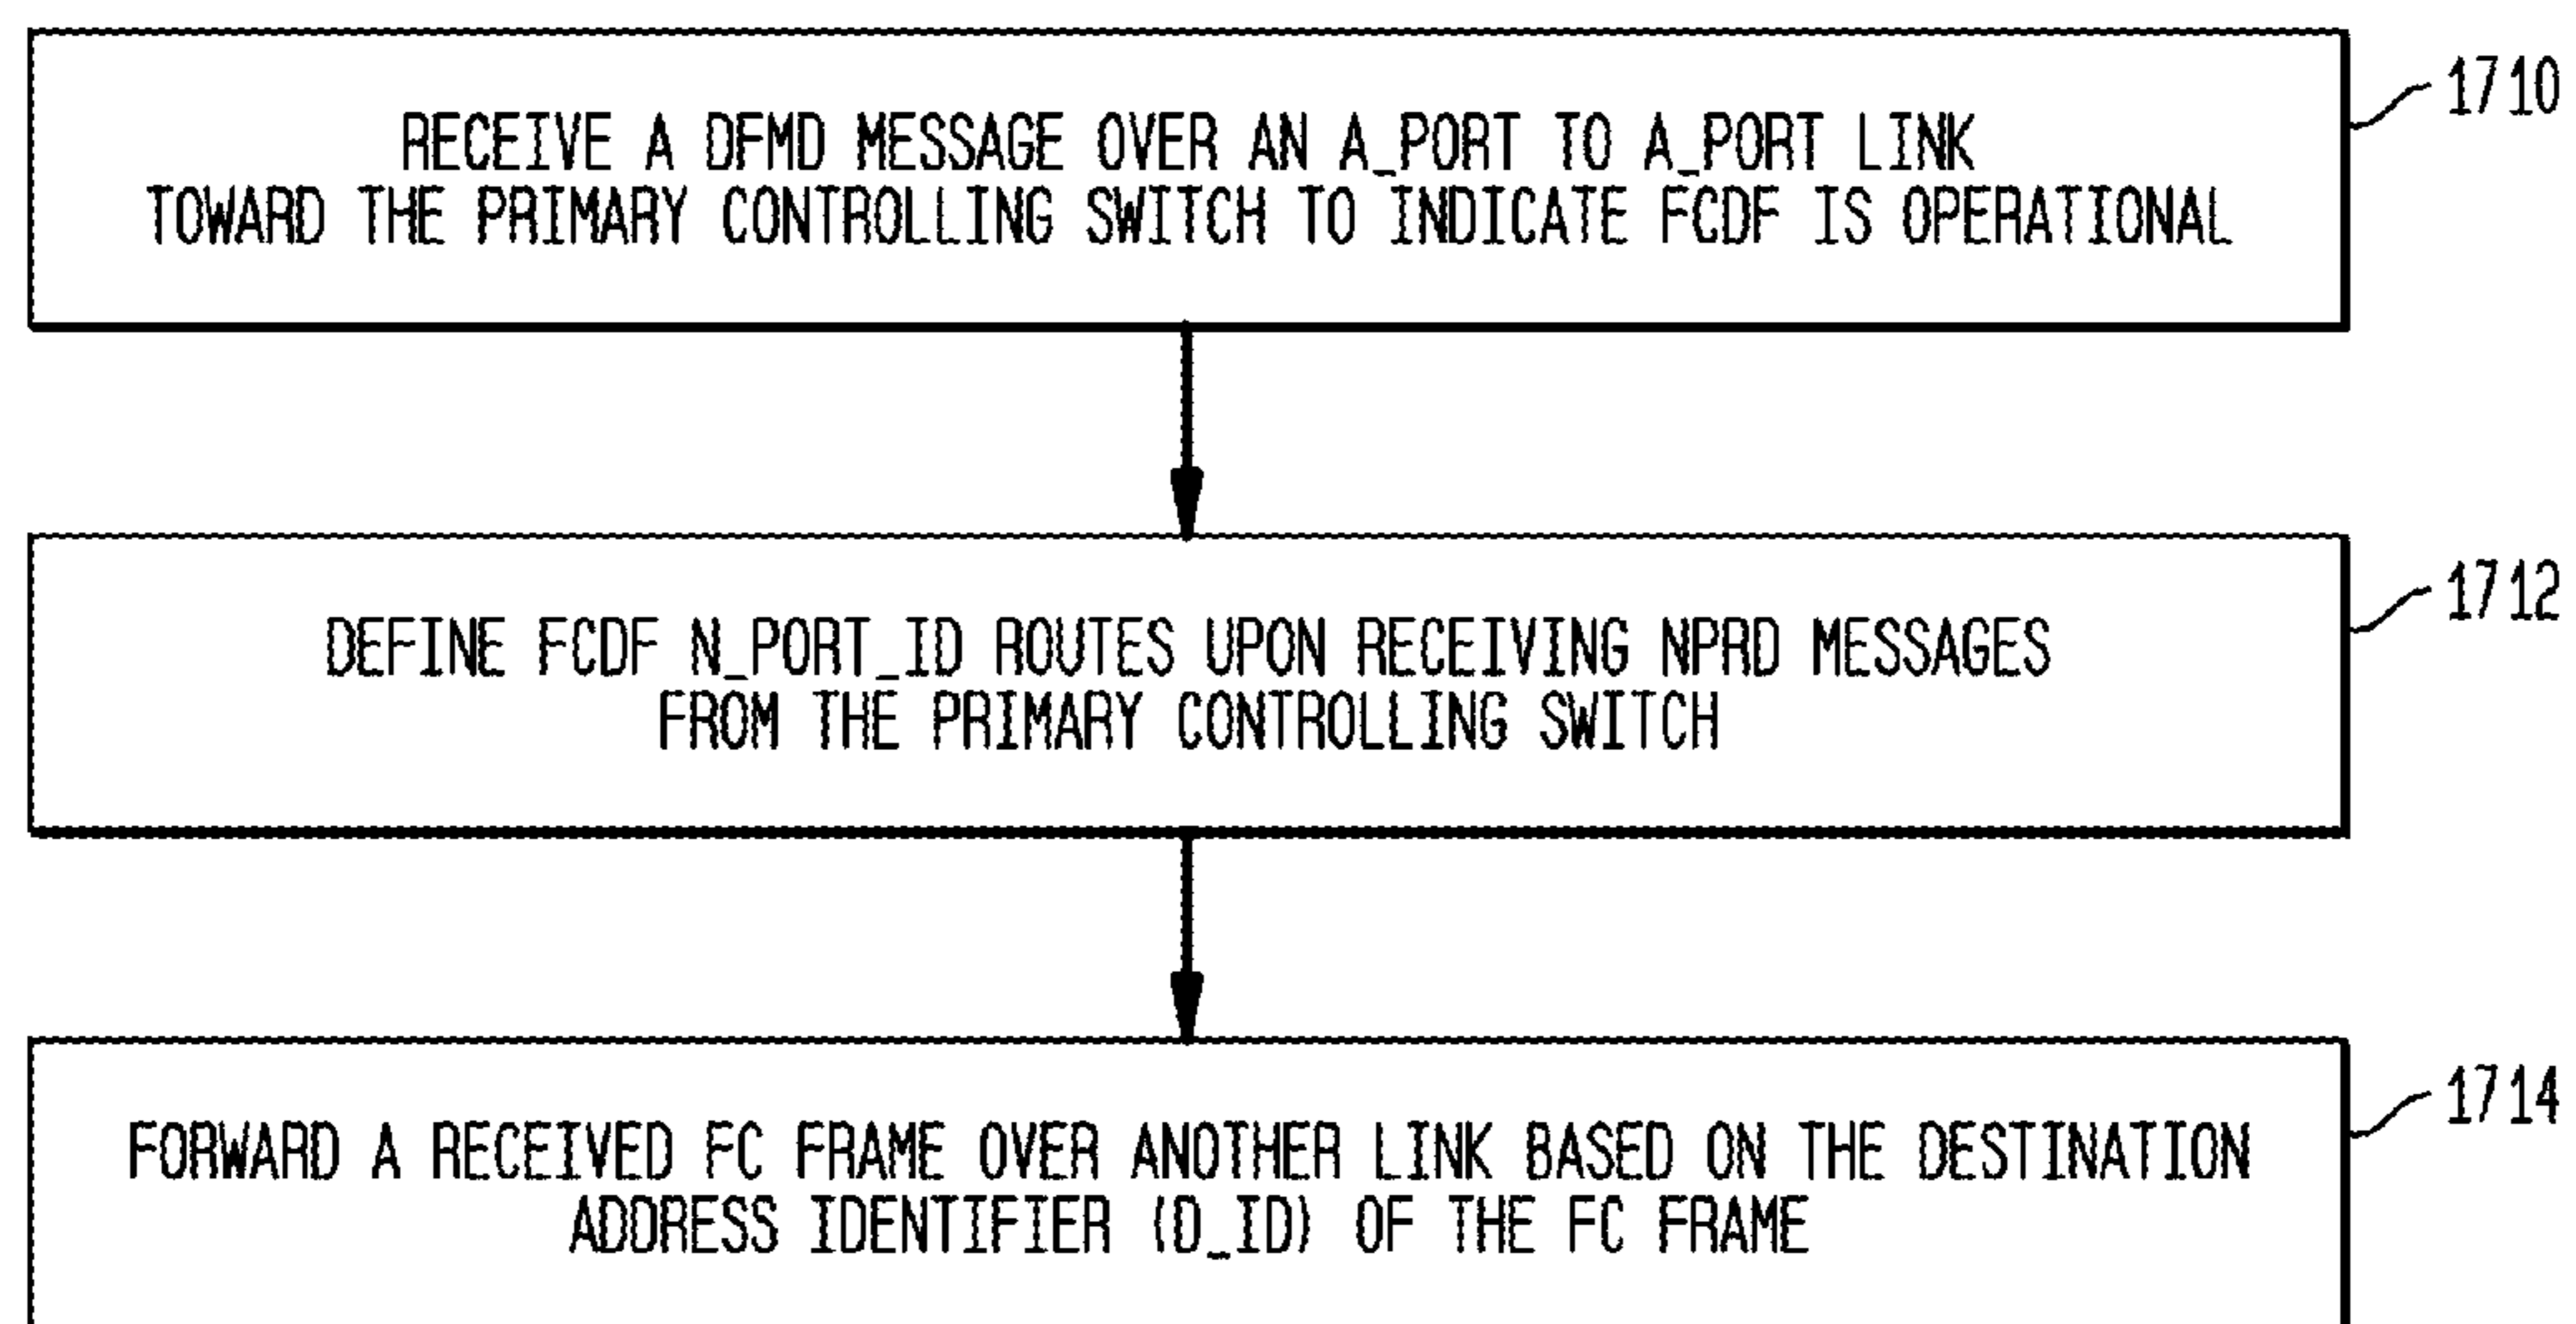 RECEIVE A DFMD MESSAGE OVER AN A_PORT TO A_PORT LINK
TOWARD THE PRIMARY CONTROLLING SWITCH TO INDICATE FCDF IS OPERATIONAL
1710
DEFINE FCDF N_PORT_ID ROUTES UPON RECEIVING NPRD MESSAGES
FROM THE PRIMARY CONTROLLING SWITCH
1712
FORWARD A RECEIVED FC FRAME OVER ANOTHER LINK BASED ON THE DESTINATION
ADDRESS IDENTIFIER (D_ID) OF THE FC FRAME
1714